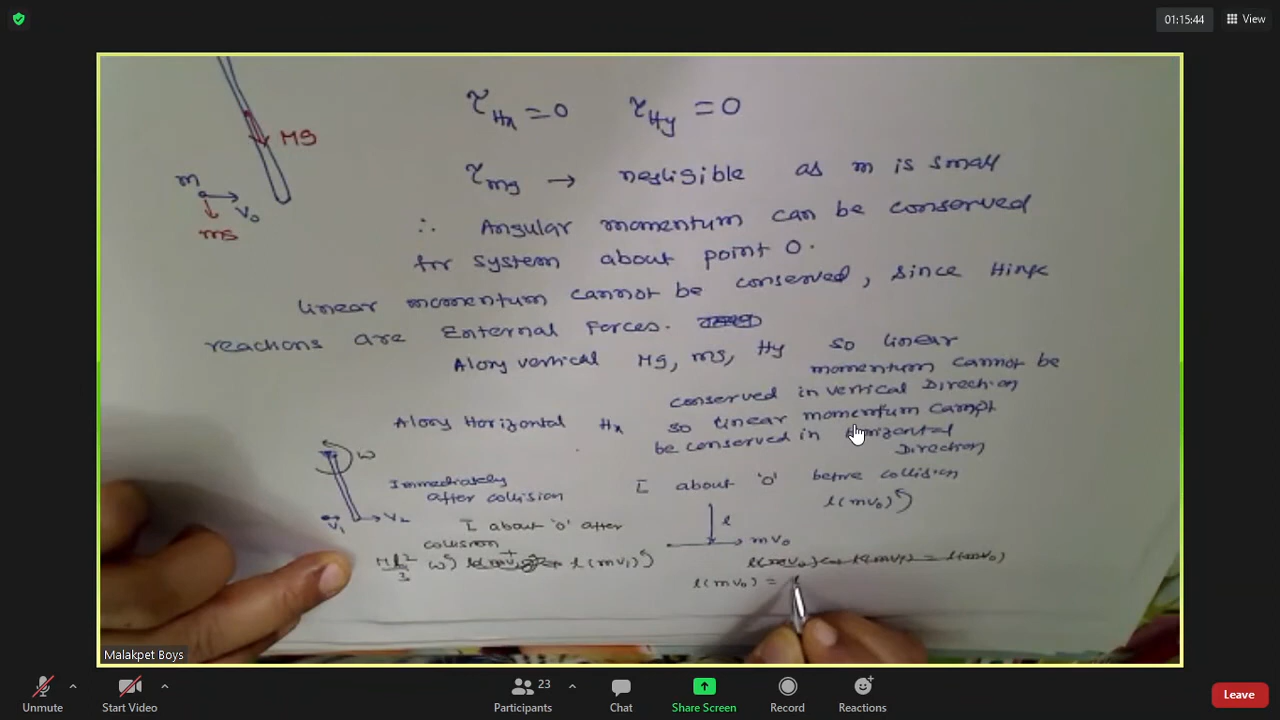 01:15:44
View
τHx = 0 τHy = 0
Mg
m
V₀
mg
τmg → negligible as m is small
∴ Angular momentum can be conserved
for system about point O.
linear momentum cannot be conserved, since Hinge
reactions are External Forces.
Along vertical Mg, mg, Hy so linear
momentum cannot be
conserved in vertical Direction
Along Horizontal Hx so linear momentum cannot
be conserved in Horizontal
Direction
ω
Immediately
after collision
V₁
V₂
L about 'O' before collision
l(mv₀)
l
mv₀
L about 'O' after
collision
Ml²/3 ω + l(mv₁)
l(mv₀) = l
Malakpet Boys
Unmute
Start Video
23
Participants
Chat
Share Screen
Record
Reactions
Leave